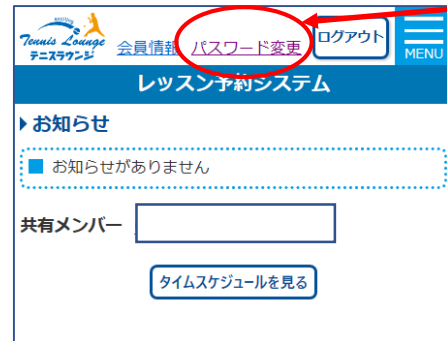 Tennis Lounge
テニスラウンジ
会員情報 パスワード変更 ログアウト
MENU
レッスン予約システム
お知らせ
お知らせがありません
共有メンバー
タイムスケジュールを見る